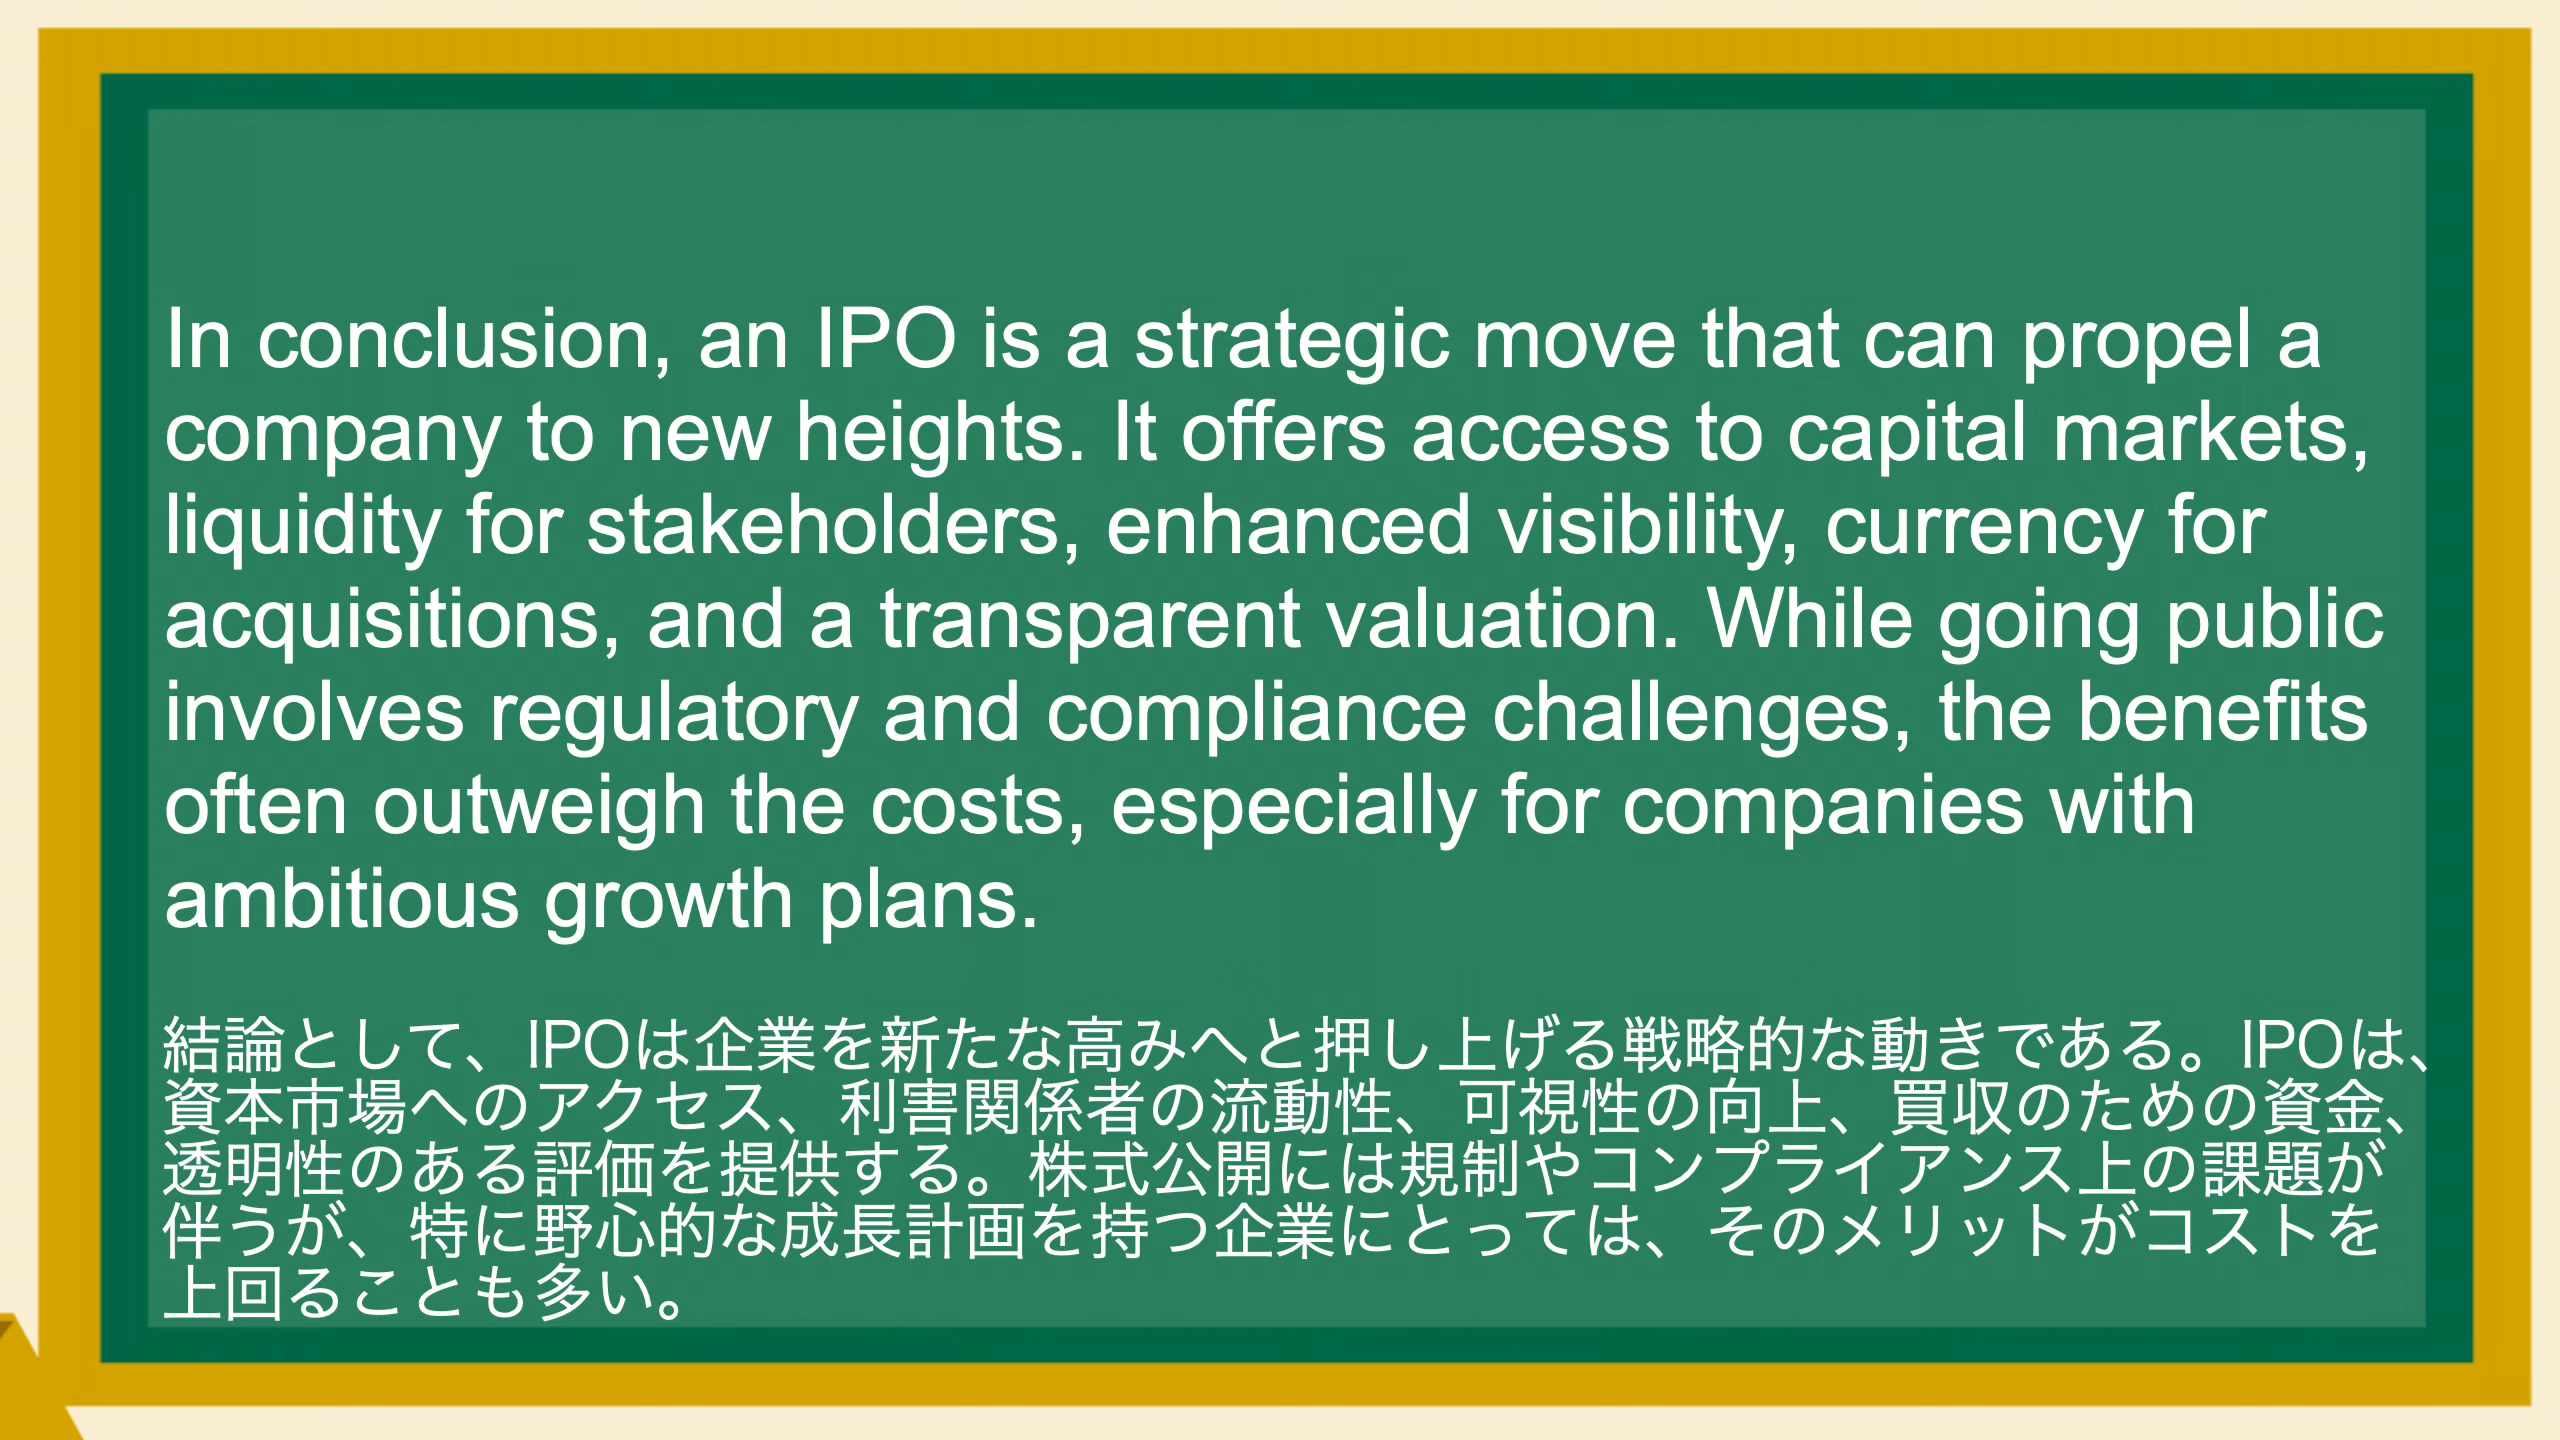 In conclusion, an IPO is a strategic move that can propel a
company to new heights. It offers access to capital markets,
liquidity for stakeholders, enhanced visibility, currency for
acquisitions, and a transparent valuation. While going public
involves regulatory and compliance challenges, the benefits
often outweigh the costs, especially for companies with
ambitious growth plans.
結論として、IPOは企業を新たな高みへと押し上げる戦略的な動きである。IPOは、
資本市場へのアクセス、利害関係者の流動性、可視性の向上、買収のための資金、
透明性のある評価を提供する。株式公開には規制やコンプライアンス上の課題が
伴うが、特に野心的な成長計画を持つ企業にとっては、そのメリットがコストを
上回ることも多い。